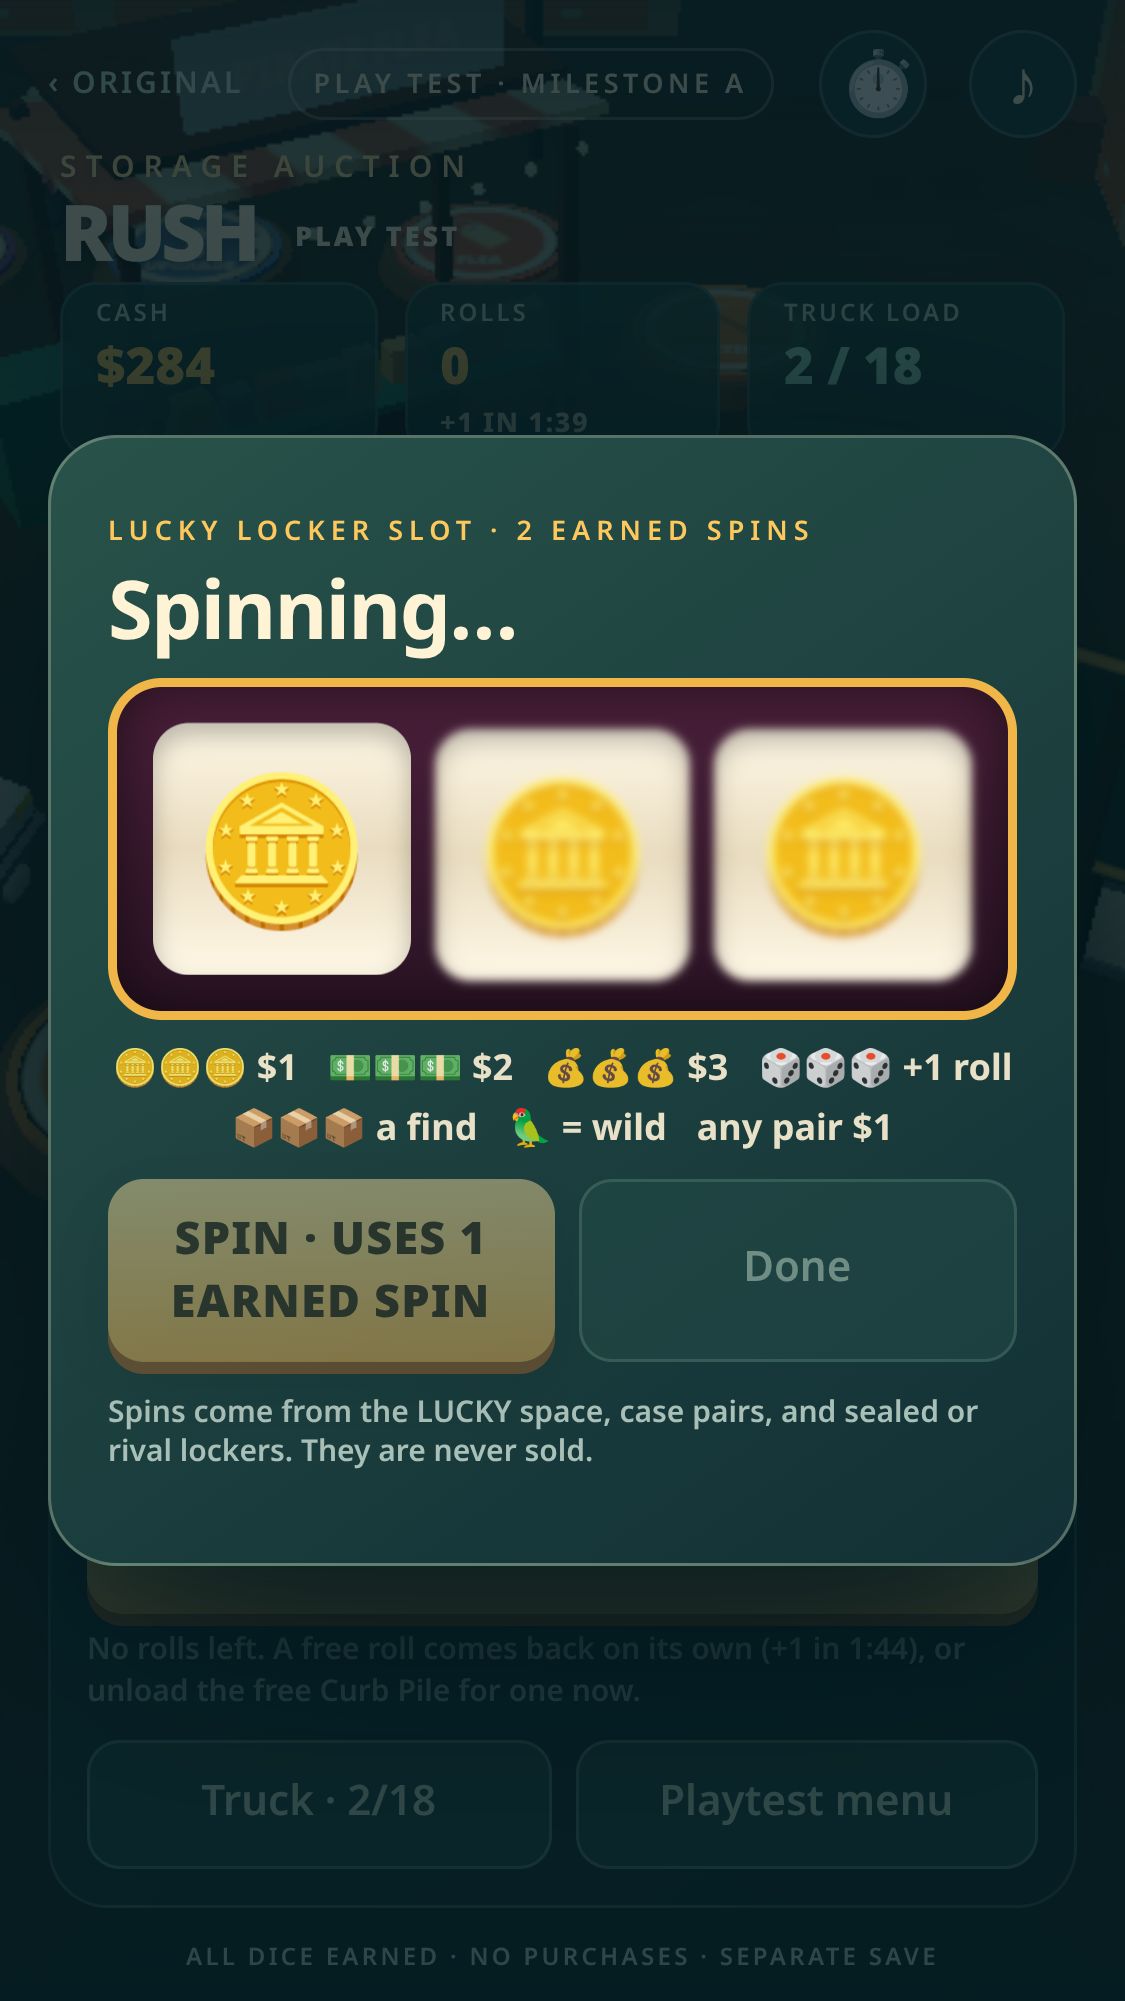 ‹ ORIGINAL
PLAY TEST · MILESTONE A
STORAGE AUCTION
RUSH PLAY TEST
CASH
$284
ROLLS
0
+1 IN 1:39
TRUCK LOAD
2 / 18
LUCKY LOCKER SLOT · 2 EARNED SPINS
Spinning...
🪙🪙🪙 $1 💵💵💵 $2 💰💰💰 $3 🎲🎲🎲 +1 roll
📦📦📦 a find 🦜 = wild any pair $1
SPIN · USES 1
EARNED SPIN
Done
Spins come from the LUCKY space, case pairs, and sealed or
rival lockers. They are never sold.
No rolls left. A free roll comes back on its own (+1 in 1:44), or
unload the free Curb Pile for one now.
Truck · 2/18
Playtest menu
ALL DICE EARNED · NO PURCHASES · SEPARATE SAVE